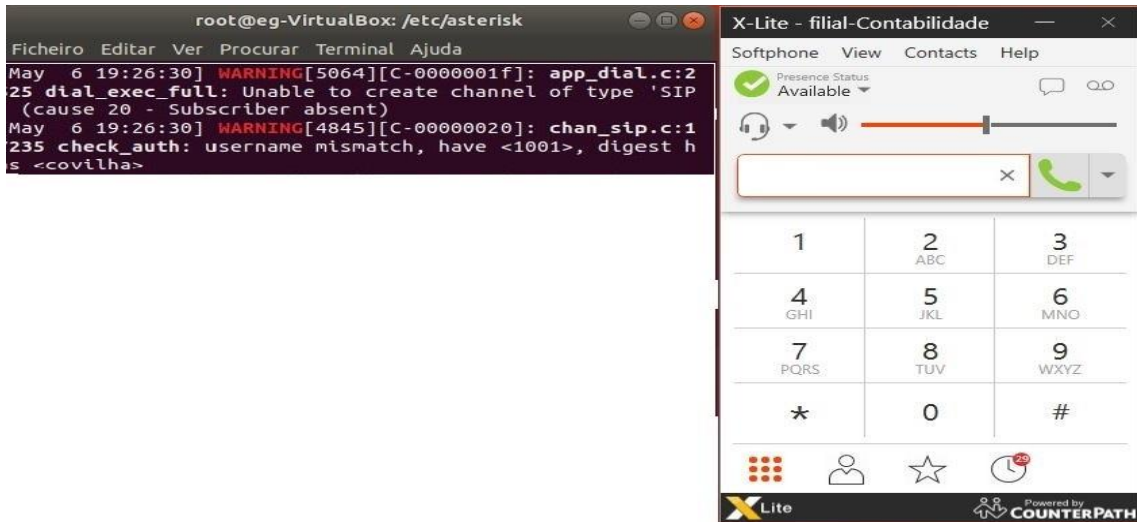 root@eg-VirtualBox: /etc/asterisk
Ficheiro Editar Ver Procurar Terminal Ajuda
May 6 19:26:30] WARNING[5064][C-0000001f]: app_dial.c:2
25 dial_exec_full: Unable to create channel of type 'SIP
(cause 20 - Subscriber absent)
May 6 19:26:30] WARNING[4845][C-00000020]: chan_sip.c:1
235 check_auth: username mismatch, have <1001>, digest h
s <covilha>
X-Lite - filial-Contabilidade
Softphone View Contacts Help
Presence Status
Available
1
2
3
ABC
DEF
4
5
6
GHI
JKL
MNO
7
8
9
PQRS
TUV
WXYZ
*
0
#
29
X Lite
Powered by
COUNTERPATH